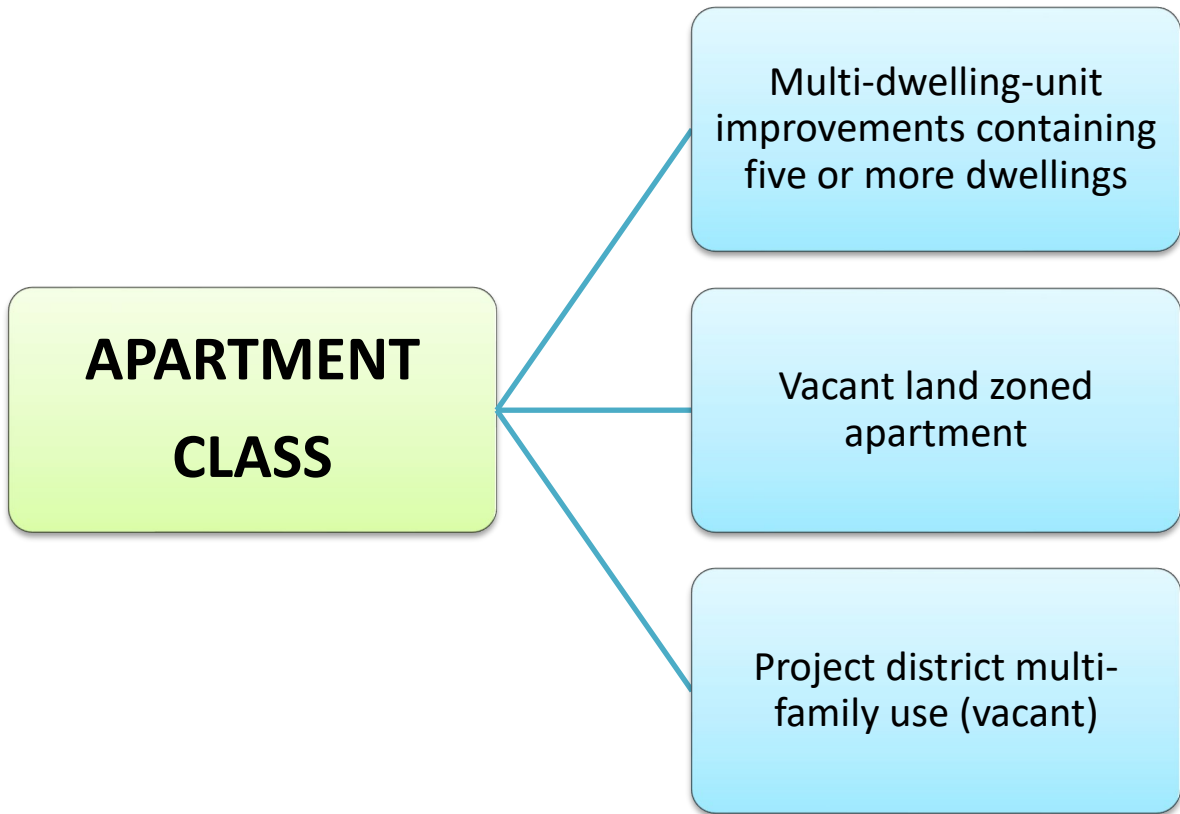 APARTMENT
CLASS
Multi-dwelling-unit
improvements containing
five or more dwellings
Vacant land zoned
apartment
Project district multi-
family use (vacant)